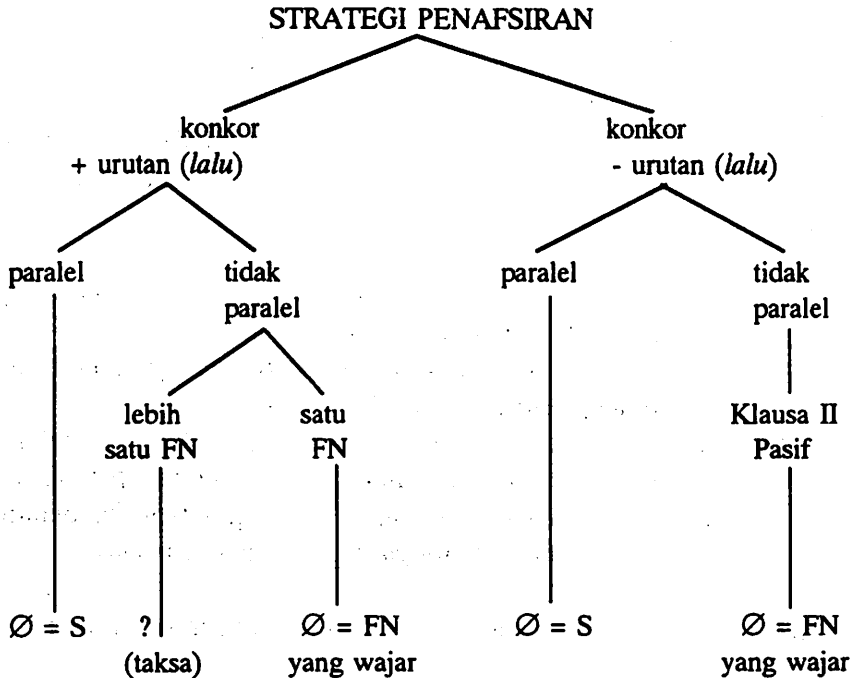 STRATEGI PENAFSIRAN
konkor
+ urutan (lalu)
konkor
- urutan (lalu)
paralel
tidak
paralel
paralel
tidak
paralel
lebih
satu FN
satu
FN
Klausa II
Pasif
∅ = S
?
(taksa)
∅ = FN
yang wajar
∅ = S
∅ = FN
yang wajar